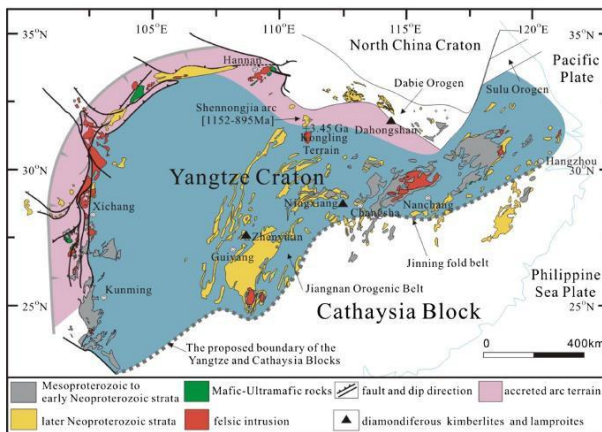 105°E
110°E
115°E
120°E
35°N
30°N
25°N
35°N
30°N
25°N
North China Craton
Pacific
Plate
Hannan
Dabie Orogen
Sulu Orogen
Shennongjia arc
[1152-895Ma]
3.45 Ga
Kongling
Terrain
Dahongshan
Hangzhou
Yangtze Craton
Xichang
Ningxiang
Changsha
Nanchang
Zhenyuan
Guiyang
Jinning fold belt
Kunming
Jiangnan Orogenic Belt
Philippine
Sea Plate
Cathaysia Block
The proposed boundary of the
Yangtze and Cathaysia Blocks
0
400km
Mesoproterozoic to
early Neoproterozoic strata
Mafic-Ultramafic rocks
fault and dip direction
accreted arc terrain
later Neoproterozoic strata
felsic intrusion
diamondiferous kimberlites and lamproites